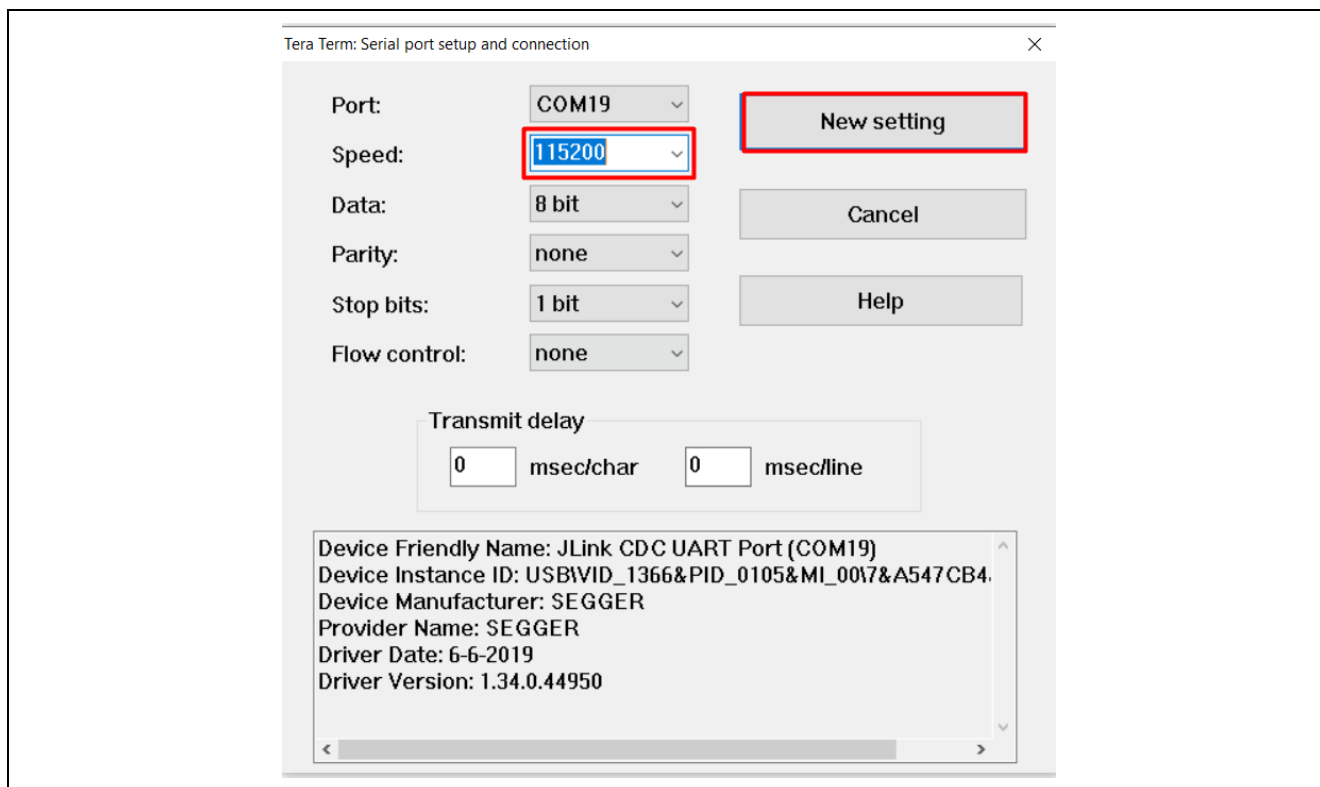 Tera Term: Serial port setup and connection
Port: COM19
New setting
Speed: 115200
Data: 8 bit
Cancel
Parity: none
Stop bits: 1 bit
Help
Flow control: none
Transmit delay
0 msec/char 0 msec/line
Device Friendly Name: JLink CDC UART Port (COM19)
Device Instance ID: USB\VID_1366&PID_0105&MI_00\7&A547CB4
Device Manufacturer: SEGGER
Provider Name: SEGGER
Driver Date: 6-6-2019
Driver Version: 1.34.0.44950